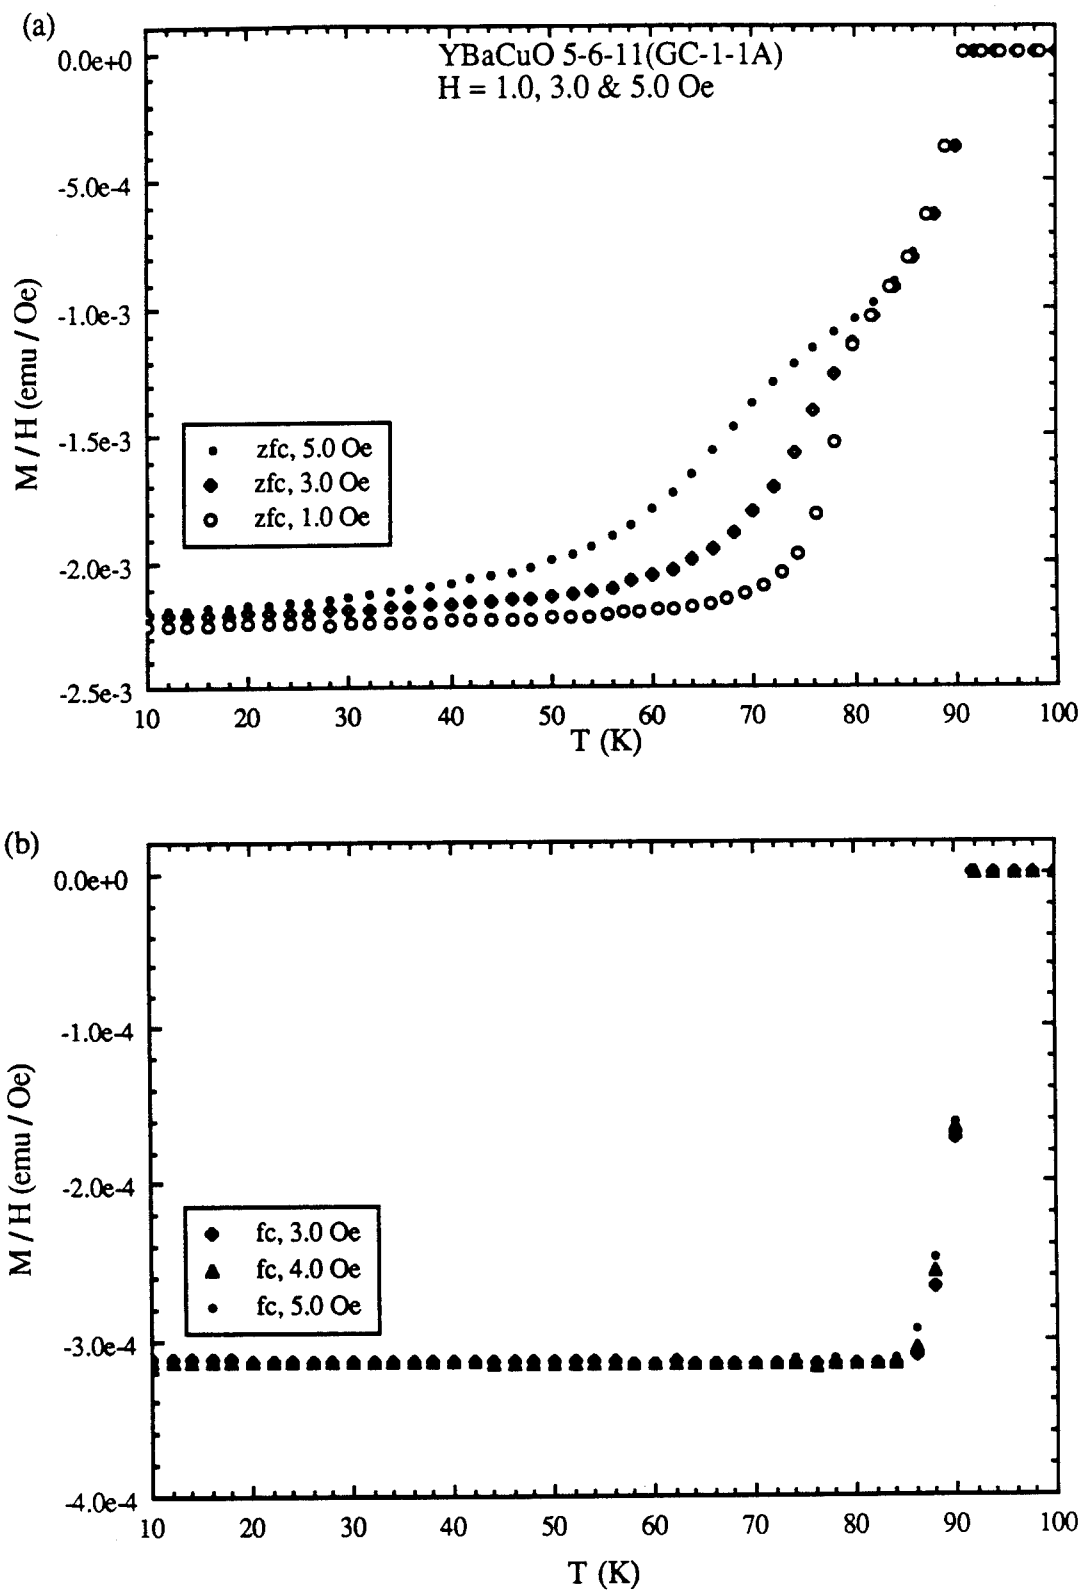 (a)
YBaCuO 5-6-11(GC-1-1A)
H = 1.0, 3.0 & 5.0 Oe
0.0e+0
-5.0e-4
-1.0e-3
-1.5e-3
-2.0e-3
-2.5e-3
M / H (emu / Oe)
zfc, 5.0 Oe
zfc, 3.0 Oe
zfc, 1.0 Oe
10 20 30 40 50 60 70 80 90 100
T (K)
(b)
0.0e+0
-1.0e-4
-2.0e-4
-3.0e-4
-4.0e-4
M / H (emu / Oe)
fc, 3.0 Oe
fc, 4.0 Oe
fc, 5.0 Oe
10 20 30 40 50 60 70 80 90 100
T (K)